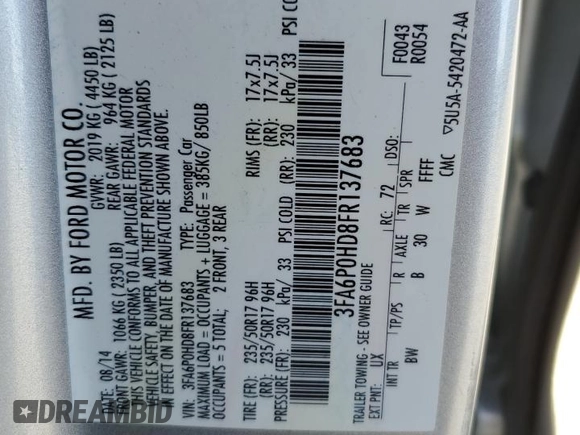 MFD. BY FORD MOTOR CO.
DATE: 08/14 GVWR: 2019 KG ( 4450 LB)
FRONT GAWR: 1066 KG ( 2350 LB) REAR GAWR: 964 KG ( 2125 LB)
THIS VEHICLE CONFORMS TO ALL APPLICABLE FEDERAL MOTOR
VEHICLE SAFETY, BUMPER, AND THEFT PREVENTION STANDARDS
IN EFFECT ON THE DATE OF MANUFACTURE SHOWN ABOVE.
VIN: 3FA6P0HD8FR137683 TYPE: Passenger Car
MAXIMUM LOAD = OCCUPANTS + LUGGAGE = 385KG/ 850LB
OCCUPANTS = 5 TOTAL: 2 FRONT, 3 REAR
TIRE (FR): 235/50R17 96H RIMS (FR): 17x7.5J
(RR): 235/50R17 96H (RR): 17x7.5J
PRESSURE (FR): 230 kPa/ 33 PSI COLD (RR): 230 kPa/ 33 PSI COLD
3FA6P0HD8FR137683
F0043
R0054
TRAILER TOWING - SEE OWNER GUIDE
EXT PNT: UX RC: 72 DSO:
INT TR TP/PS R AXLE TR SPR
BW B 30 W FFFF
CMC ▽5U5A-5420472-AA
DREAMBID